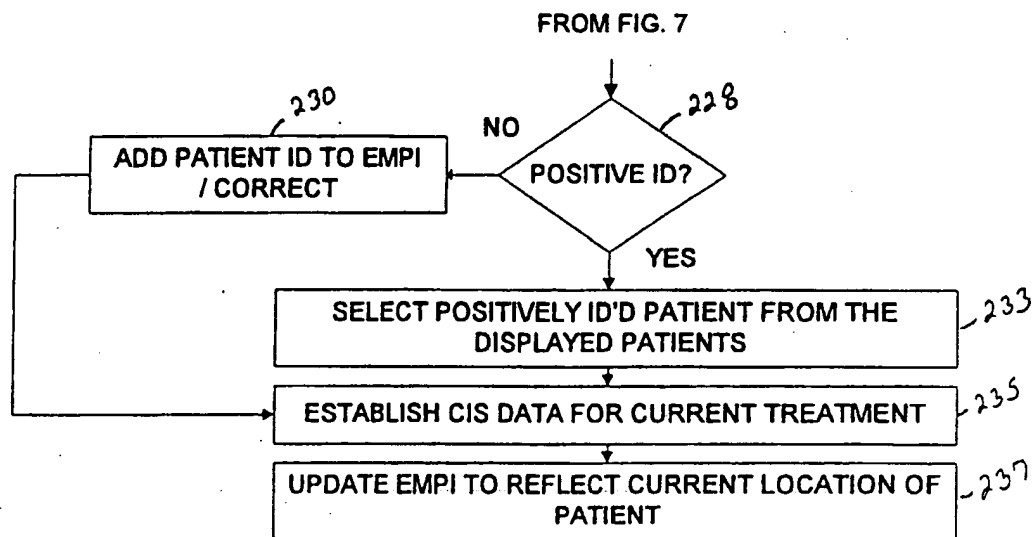 FROM FIG. 7
228
POSITIVE ID?
NO
230
ADD PATIENT ID TO EMPI
/ CORRECT
YES
SELECT POSITIVELY ID'D PATIENT FROM THE
DISPLAYED PATIENTS
233
ESTABLISH CIS DATA FOR CURRENT TREATMENT
235
UPDATE EMPI TO REFLECT CURRENT LOCATION OF
PATIENT
237